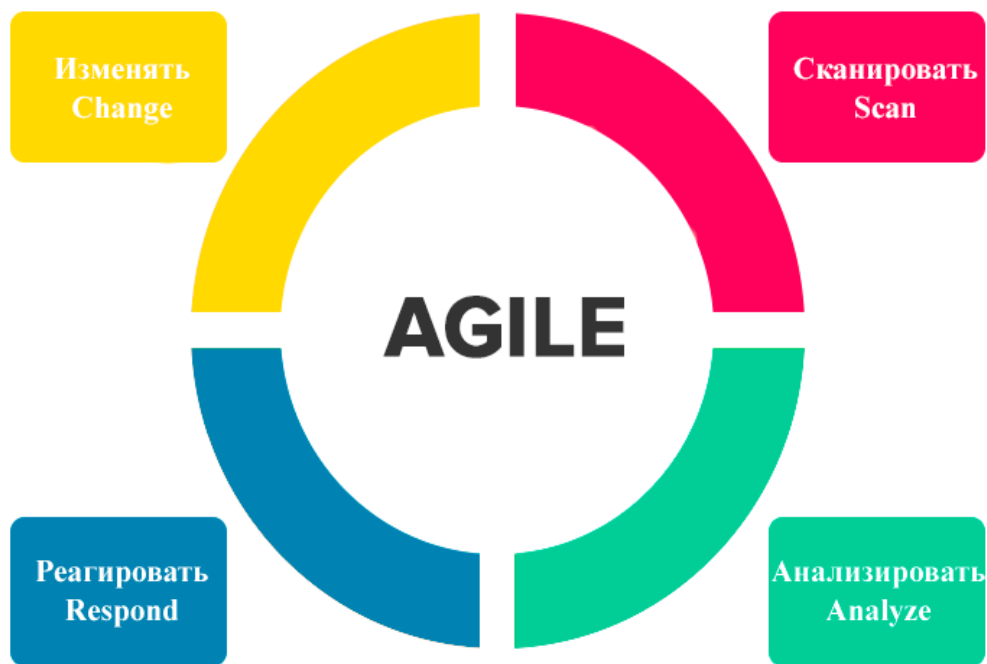 Изменять
Change
Сканировать
Scan
AGILE
Реагировать
Respond
Анализировать
Analyze